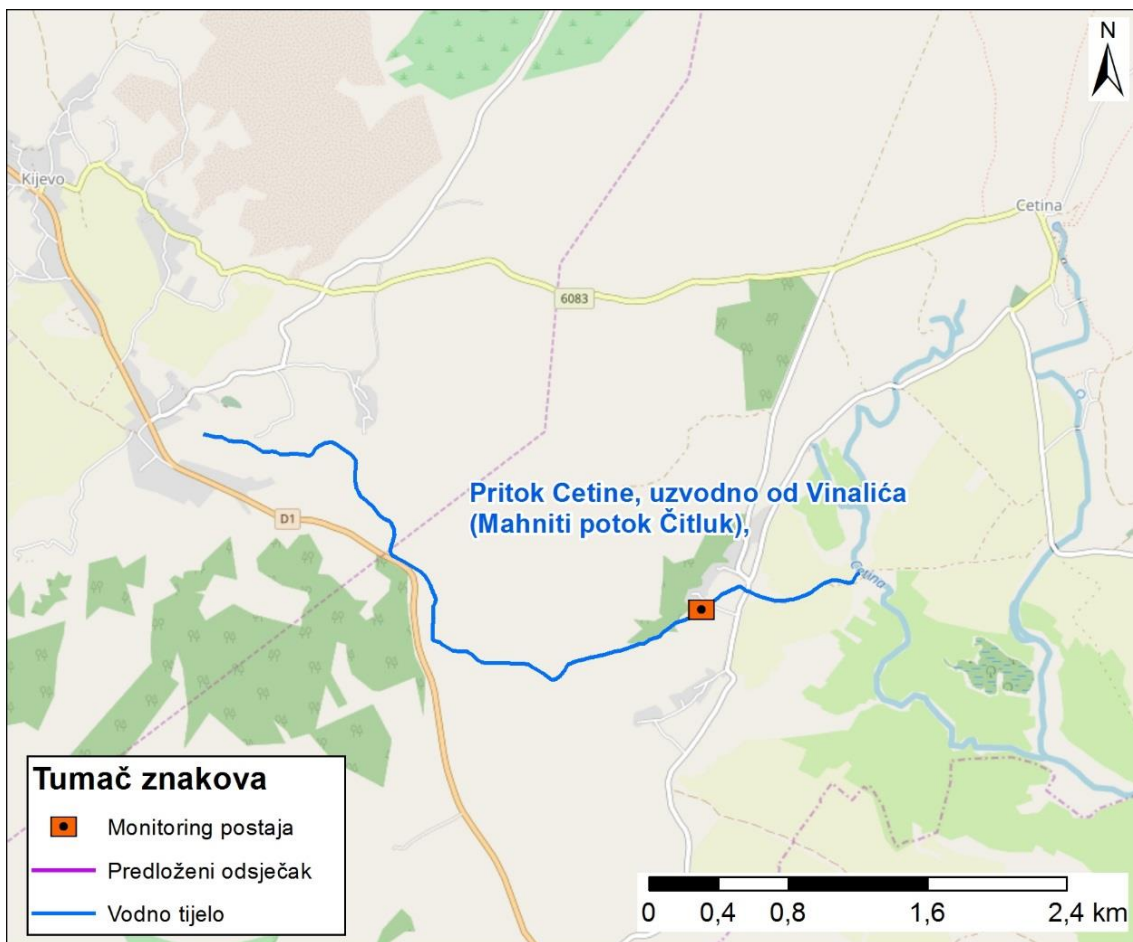 N
Kijevo
Cetina
6083
Pritok Cetine, uzvodno od Vinalića
(Mahniti potok Čitluk),
D1
Cetina
Tumač znakova
Monitoring postaja
Predloženi odsječak
Vodno tijelo
0 0,4 0,8 1,6 2,4 km